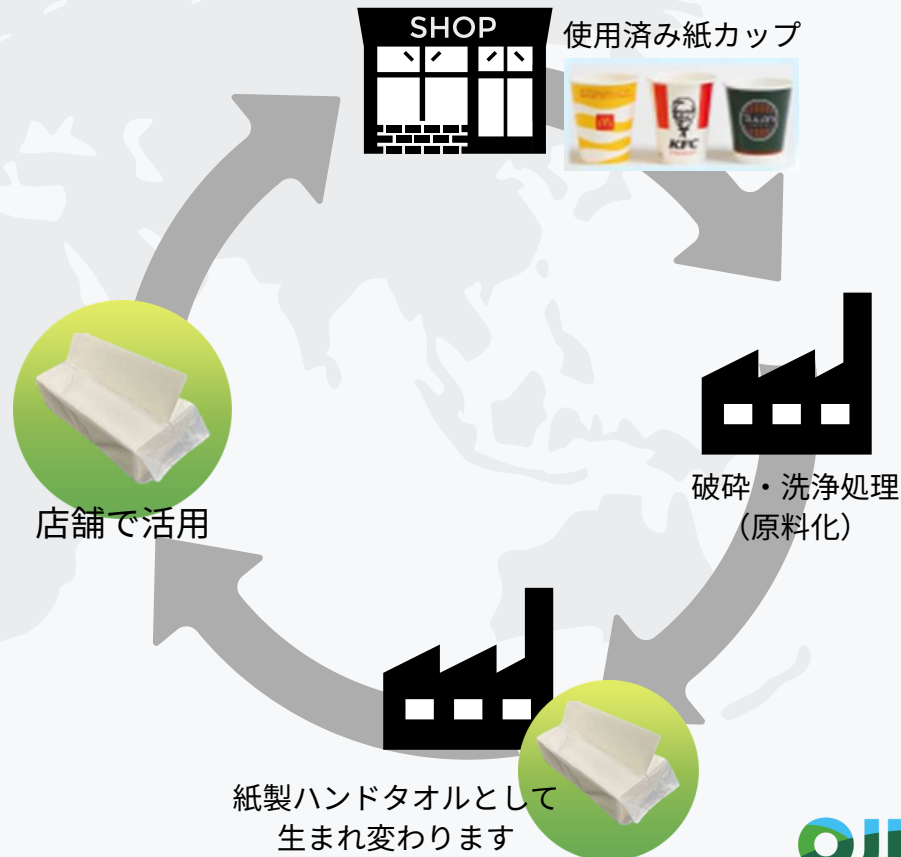 SHOP
使用済み紙カップ
KFC
破砕・洗浄処理
(原料化)
店舗で活用
紙製ハンドタオルとして
生まれ変わります